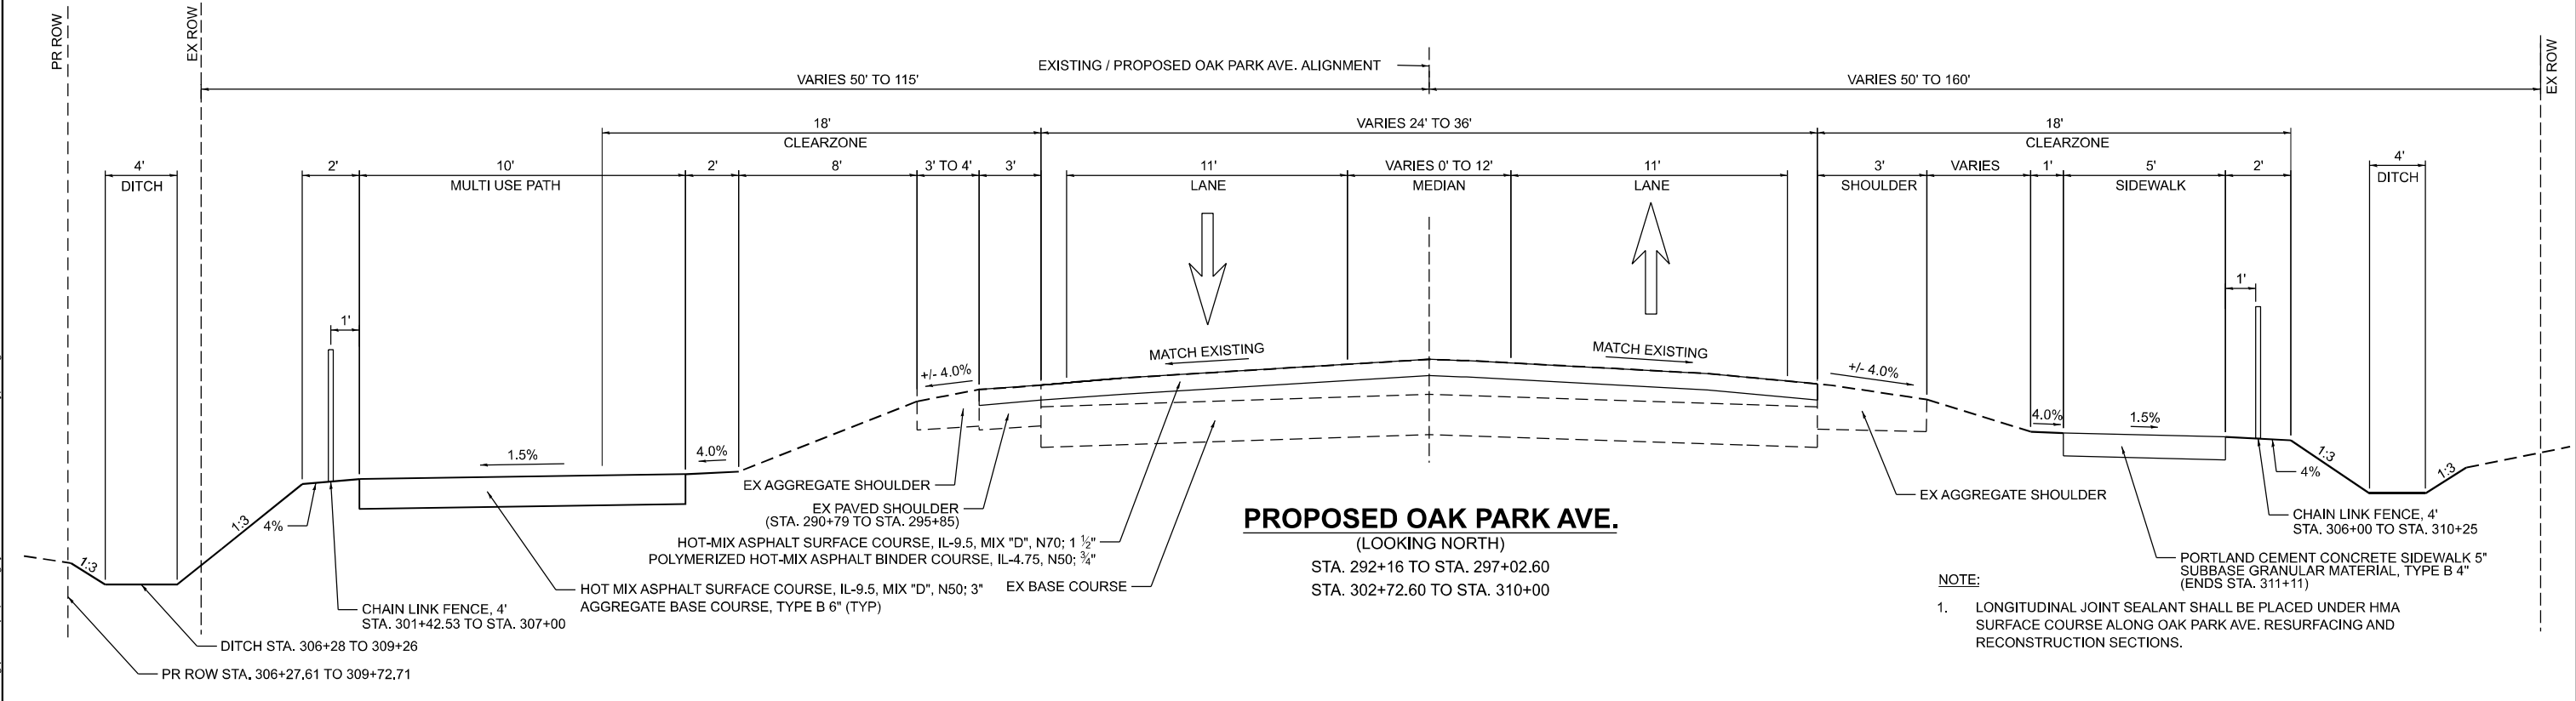 PR ROW
EX ROW
EXISTING / PROPOSED OAK PARK AVE. ALIGNMENT
EX ROW
VARIES 50' TO 115'
VARIES 50' TO 160'
18'
CLEARZONE
VARIES 24' TO 36'
18'
CLEARZONE
4'
DITCH
2'
10'
MULTI USE PATH
2'
8'
3' TO 4'
3'
11'
LANE
VARIES 0' TO 12'
MEDIAN
11'
LANE
3'
SHOULDER
VARIES
1'
5'
SIDEWALK
2'
4'
DITCH
1'
1'
MATCH EXISTING
MATCH EXISTING
+/- 4.0%
+/- 4.0%
4.0%
1.5%
1:3
1:3
4%
1.5%
4.0%
1:3
4%
1:3
EX AGGREGATE SHOULDER
EX PAVED SHOULDER
(STA. 290+79 TO STA. 295+85)
HOT-MIX ASPHALT SURFACE COURSE, IL-9.5, MIX "D", N70; 1 ½"
POLYMERIZED HOT-MIX ASPHALT BINDER COURSE, IL-4.75, N50; ¾"
EX BASE COURSE
HOT MIX ASPHALT SURFACE COURSE, IL-9.5, MIX "D", N50; 3"
AGGREGATE BASE COURSE, TYPE B 6" (TYP)
CHAIN LINK FENCE, 4'
STA. 301+42.53 TO STA. 307+00
DITCH STA. 306+28 TO 309+26
PR ROW STA. 306+27.61 TO 309+72.71
PROPOSED OAK PARK AVE.
(LOOKING NORTH)
STA. 292+16 TO STA. 297+02.60
STA. 302+72.60 TO STA. 310+00
EX AGGREGATE SHOULDER
CHAIN LINK FENCE, 4'
STA. 306+00 TO STA. 310+25
PORTLAND CEMENT CONCRETE SIDEWALK 5"
SUBBASE GRANULAR MATERIAL, TYPE B 4"
(ENDS STA. 311+11)
NOTE:
1. LONGITUDINAL JOINT SEALANT SHALL BE PLACED UNDER HMA
SURFACE COURSE ALONG OAK PARK AVE. RESURFACING AND
RECONSTRUCTION SECTIONS.